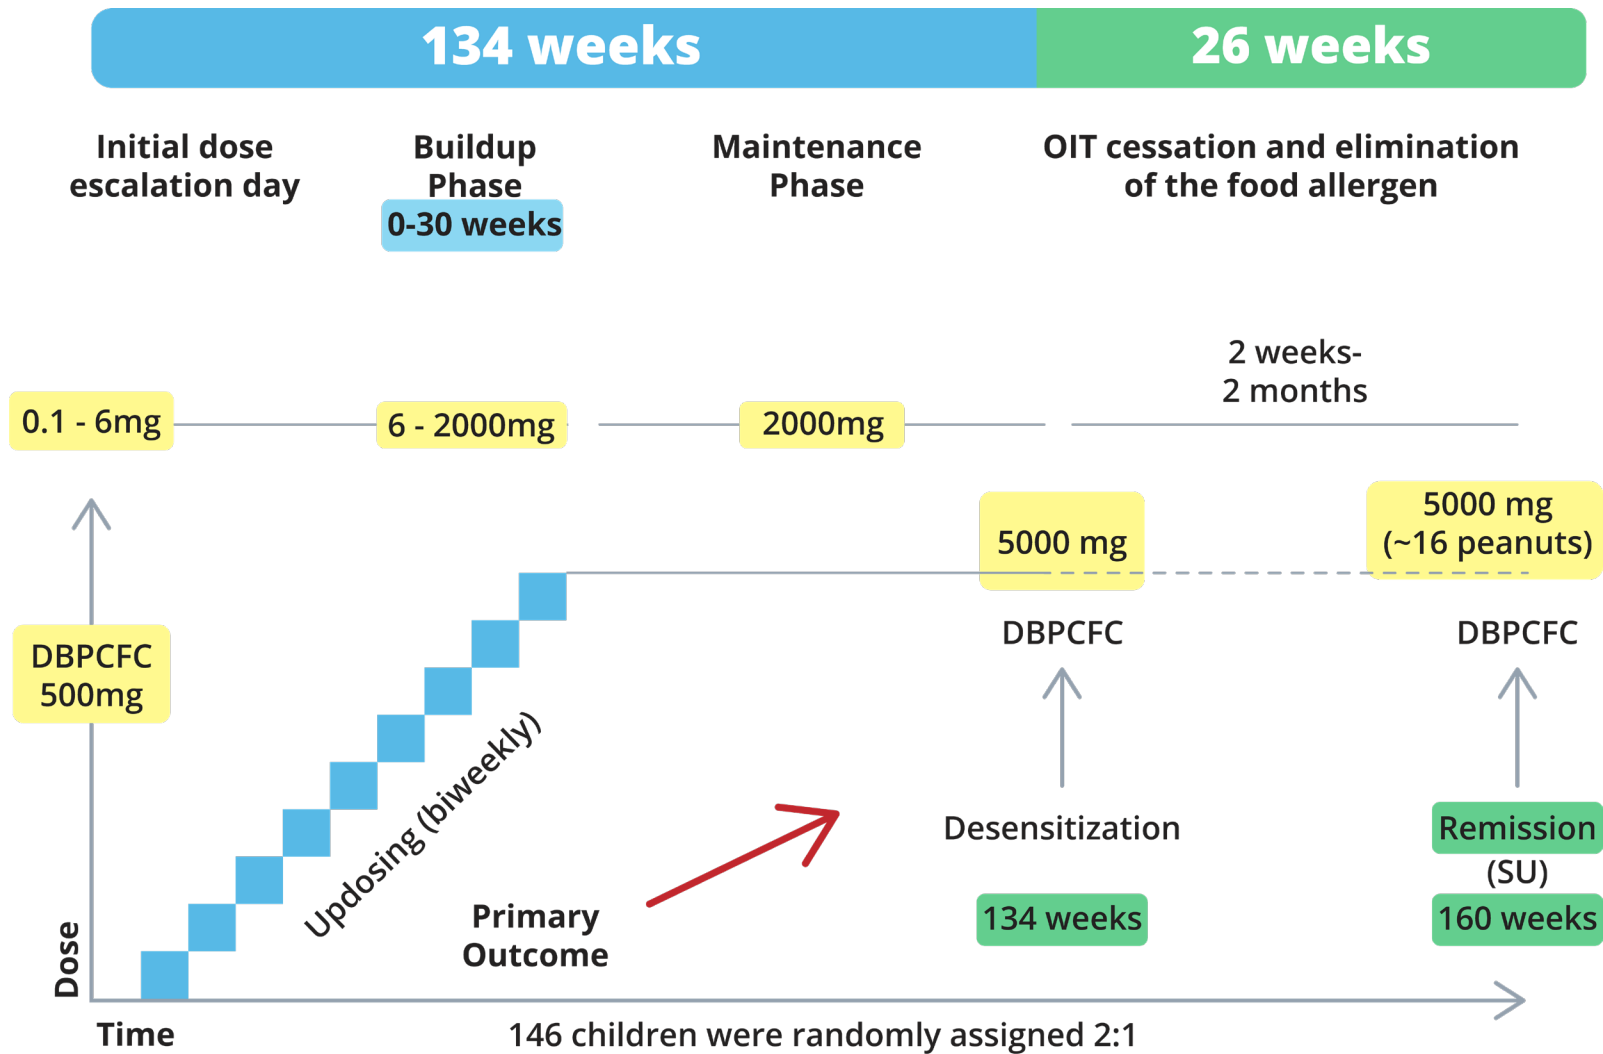 134 weeks
26 weeks
Initial dose
escalation day
Buildup
Phase
0-30 weeks
Maintenance
Phase
OIT cessation and elimination
of the food allergen
2 weeks-
2 months
0.1 - 6mg
6 - 2000mg
2000mg
5000 mg
5000 mg
(~16 peanuts)
DBPCFC
500mg
DBPCFC
DBPCFC
Updosing (biweekly)
Desensitization
Remission
(SU)
Primary
Outcome
134 weeks
160 weeks
Dose
Time
146 children were randomly assigned 2:1